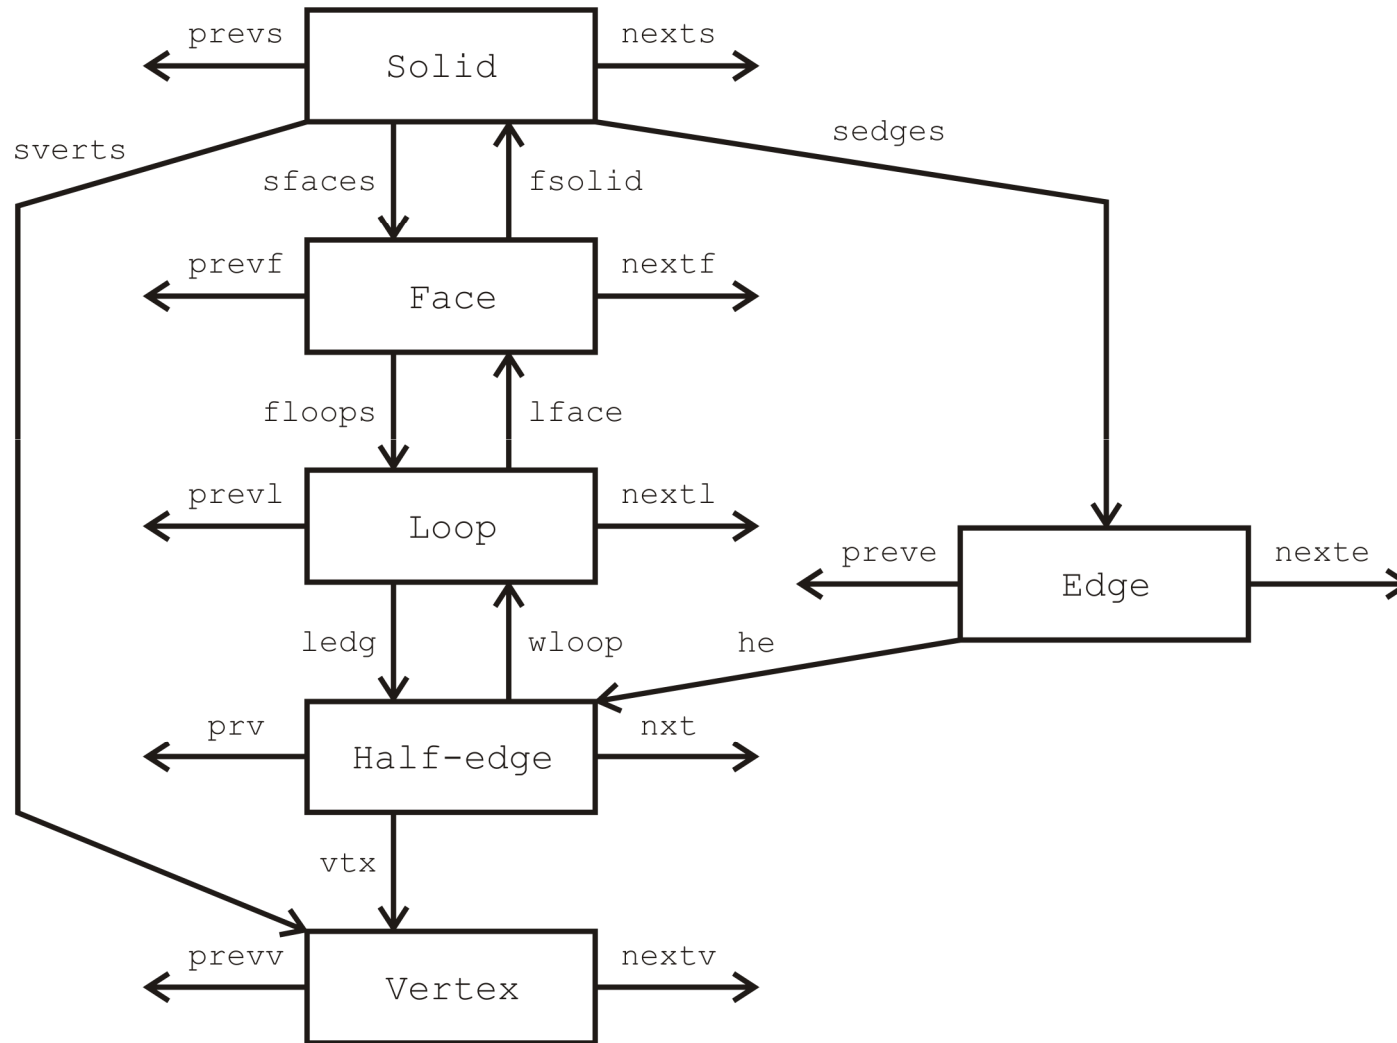 prevs
Solid
nexts
sverts
sedges
sfaces
fsolid
prevf
Face
nextf
floops
lface
prevl
Loop
nextl
preve
Edge
nexte
ledg
wloop
he
prv
Half-edge
nxt
vtx
prevv
Vertex
nextv